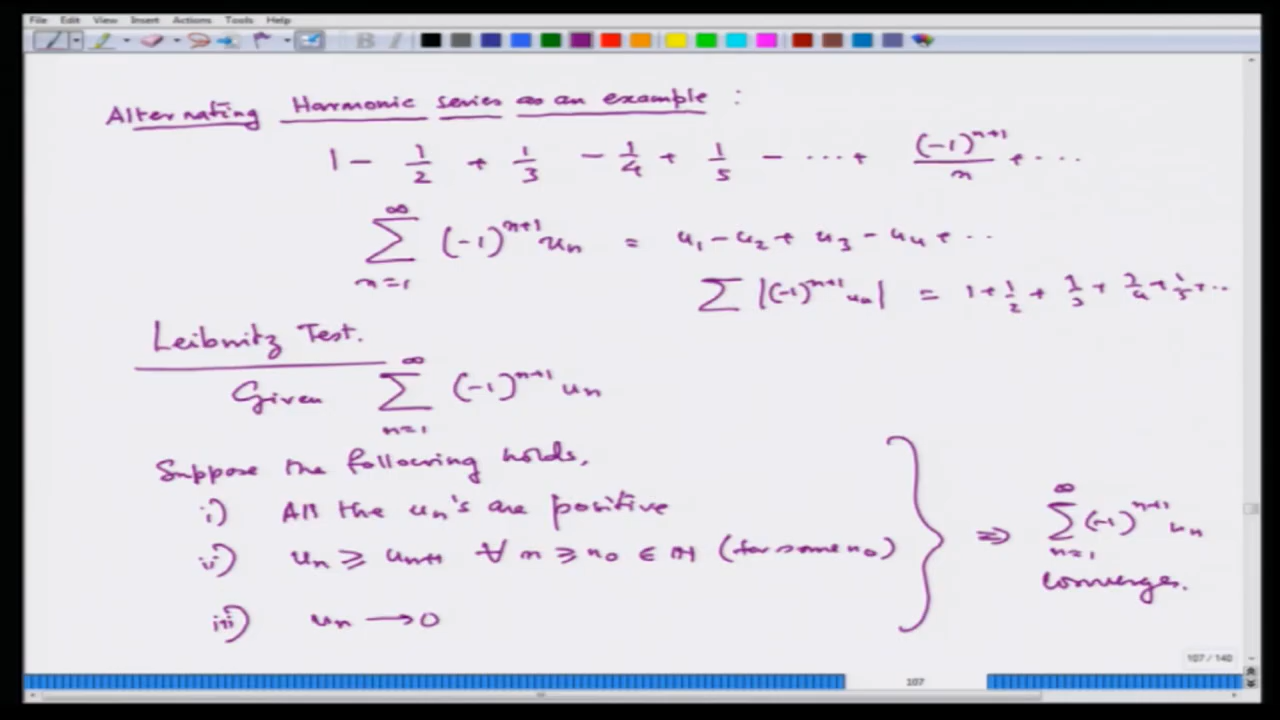 File Edit View Insert Actions Tools Help
B I
Alternating Harmonic series as an example :
1 - 1/2 + 1/3 - 1/4 + 1/5 - ... + (-1)^{n+1}/n + ...
∑_{n=1}^{∞} (-1)^{n+1} u_n = u_1 - u_2 + u_3 - u_4 + ...
∑ |(-1)^{n+1} u_n| = 1 + 1/2 + 1/3 + 1/4 + 1/5 + ...
Leibnitz Test.
Given ∑_{n=1}^{∞} (-1)^{n+1} u_n
Suppose the following holds,
i) All the u_n's are positive
ii) u_n ≥ u_{n+1} ∀ n ≥ n_0 ∈ ℕ (for some n_0)
iii) u_n → 0
⇒ ∑_{n=1}^{∞} (-1)^{n+1} u_n
converges.
107 / 140
107